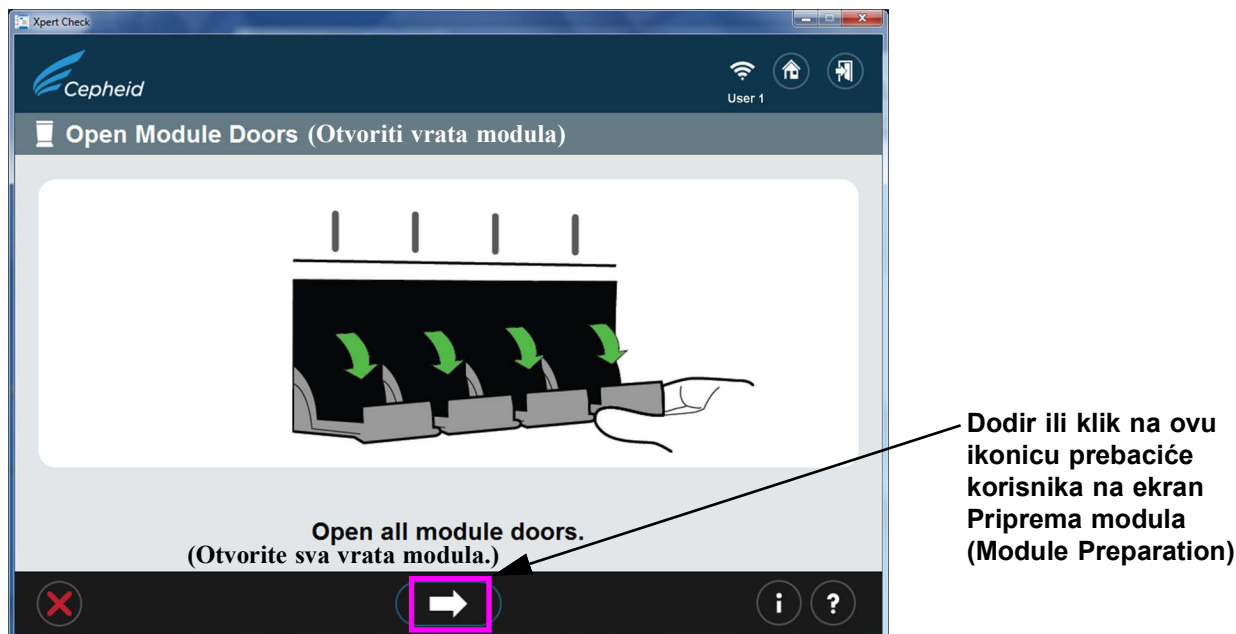 Xpert Check
Cepheid
User 1
Open Module Doors (Otvoriti vrata modula)
Open all module doors.
(Otvorite sva vrata modula.)
Dodir ili klik na ovu
ikonicu prebaciće
korisnika na ekran
Priprema modula
(Module Preparation)
i ?